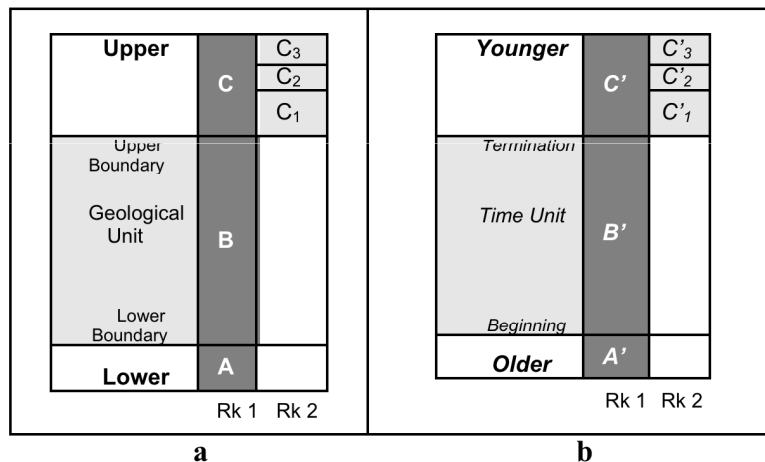 Upper
C
C3
C2
C1
Upper
Boundary
Geological
Unit
B
Lower
Boundary
Lower
A
Rk 1 Rk 2
a
Younger
C’
C’3
C’2
C’1
Termination
Time Unit
B’
Beginning
Older
A’
Rk 1 Rk 2
b